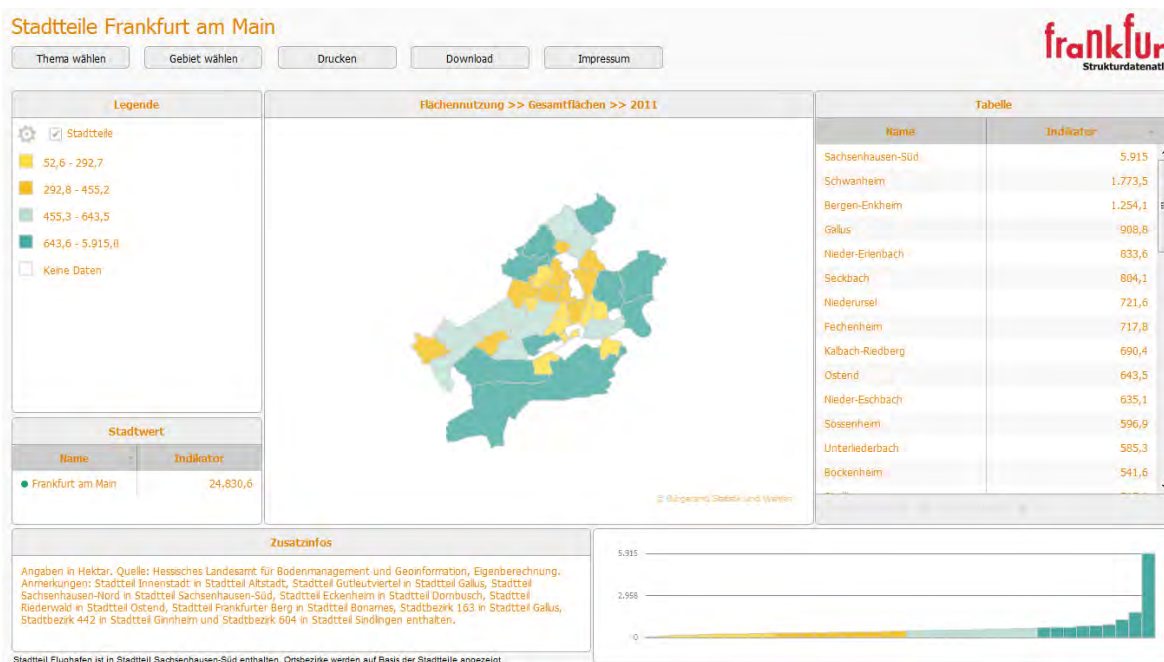 Stadtteile Frankfurt am Main
Thema wählen
Gebiet wählen
Drucken
Download
Impressum
frankfur
Strukturdatenatl
Legende
Stadtteile
52,6 - 292,7
292,8 - 455,2
455,3 - 643,5
643,6 - 5.915,0
Keine Daten
Stadtwert
Name Indikator
Frankfurt am Main 24.830,6
Flächennutzung >> Gesamtflächen >> 2011
© Bürgeramt, Statistik und Wahlen
Tabelle
Name Indikator
Sachsenhausen-Süd 5.915
Schwanheim 1.773,5
Bergen-Enkheim 1.254,1
Gallus 908,8
Nieder-Erlenbach 833,6
Seckbach 804,1
Niederursel 721,6
Fechenheim 717,8
Kalbach-Riedberg 690,4
Ostend 643,5
Nieder-Eschbach 635,1
Sossenheim 596,9
Unterliederbach 585,3
Bockenheim 541,6
Zusatzinfos
Angaben in Hektar. Quelle: Hessisches Landesamt für Bodenmanagement und Geoinformation, Eigenberechnung.
Anmerkungen: Stadtteil Innenstadt in Stadtteil Altstadt, Stadtteil Gutleutviertel in Stadtteil Gallus, Stadtteil
Sachsenhausen-Nord in Stadtteil Sachsenhausen-Süd, Stadtteil Eckenheim in Stadtteil Dornbusch, Stadtteil
Riederwald in Stadtteil Ostend, Stadtteil Frankfurter Berg in Stadtteil Bonames, Stadtbezirk 163 in Stadtteil Gallus,
Stadtbezirk 442 in Stadtteil Ginnheim und Stadtbezirk 604 in Stadtteil Sindlingen enthalten.
Stadtteil Flughafen ist in Stadtteil Sachsenhausen-Süd enthalten. Ortsbezirke werden auf Basis der Stadtteile angezeigt.
5.915
2.958
0